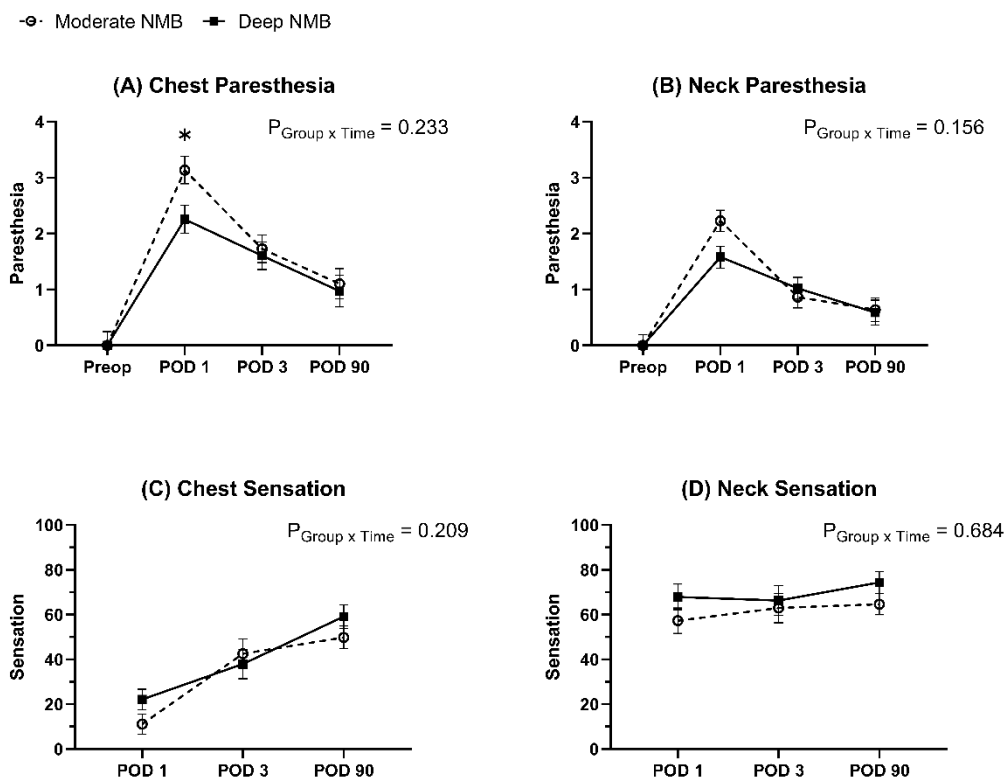 Moderate NMB Deep NMB
(A) Chest Paresthesia
P Group x Time = 0.233
*
Paresthesia
4
3
2
1
0
Preop POD 1 POD 3 POD 90
(B) Neck Paresthesia
P Group x Time = 0.156
Paresthesia
4
3
2
1
0
Preop POD 1 POD 3 POD 90
(C) Chest Sensation
P Group x Time = 0.209
Sensation
100
80
60
40
20
0
POD 1 POD 3 POD 90
(D) Neck Sensation
P Group x Time = 0.684
Sensation
100
80
60
40
20
0
POD 1 POD 3 POD 90